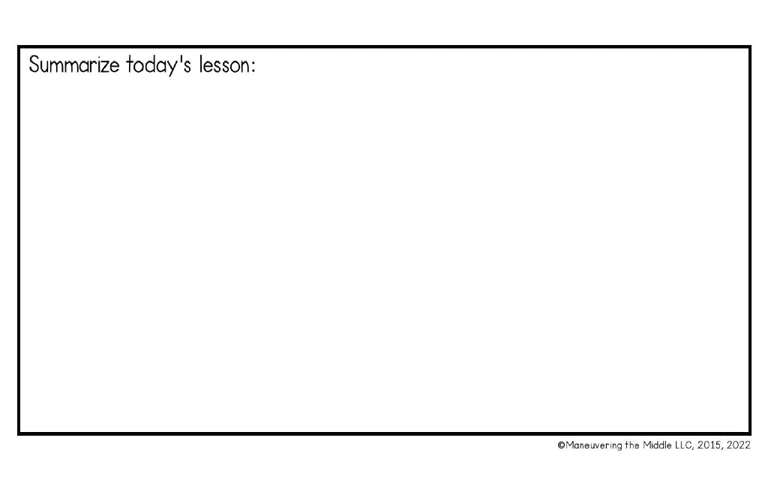 Summarize today's lesson:
©Maneuvering the Middle LLC, 2015, 2022